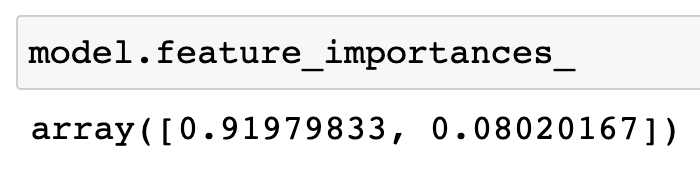 model.feature_importances_
array([0.91979833, 0.08020167])